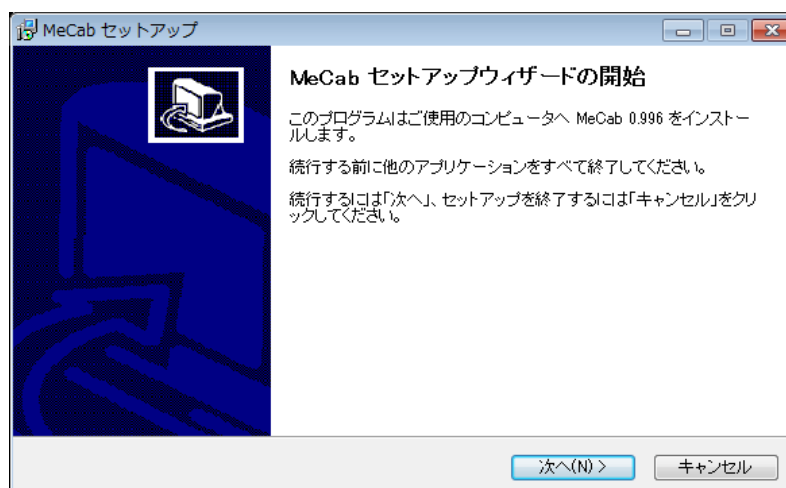 MeCab セットアップ
MeCab セットアップウィザードの開始
このプログラムはご使用のコンピュータへ MeCab 0.996 をインストー
ルします。
続行する前に他のアプリケーションをすべて終了してください。
続行するには「次へ」、セットアップを終了するには「キャンセル」をクリ
ックしてください。
次へ(N) >
キャンセル